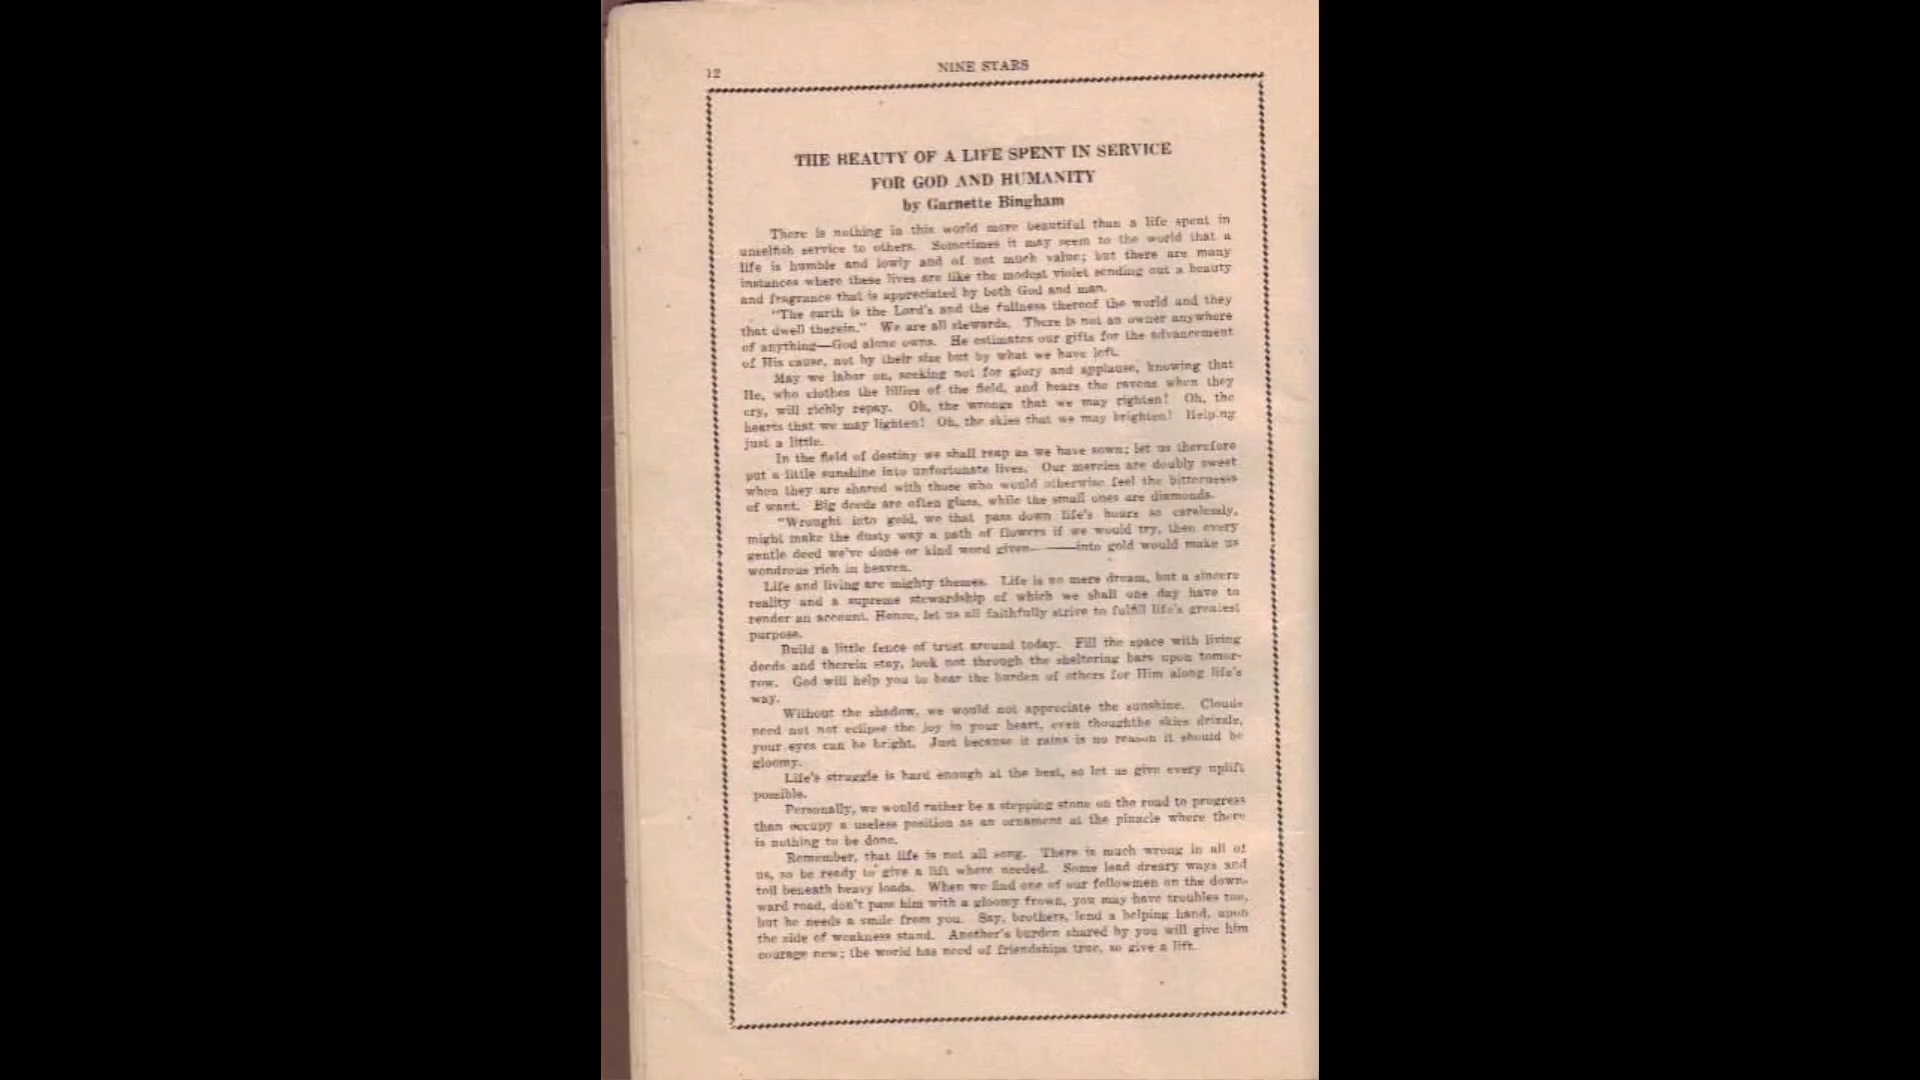 12
NINE STARS
THE BEAUTY OF A LIFE SPENT IN SERVICE
FOR GOD AND HUMANITY
by Garnette Bingham
There is nothing in this world more beautiful than a life spent in
unselfish service to others. Sometimes it may seem to the world that a
life is humble and lowly and of not much value; but there are many
instances where these lives are like the modest violet sending out a beauty
and fragrance that is appreciated by both God and man.
"The earth is the Lord's and the fullness thereof the world and they
that dwell therein." We are all stewards. There is not an owner anywhere
of anything—God alone owns. He estimates our gifts for the advancement
of His cause, not by their size but by what we have left.
May we labor on, seeking not for glory and applause, knowing that
He, who clothes the lillies of the field, and hears the ravens when they
cry, will richly repay. Oh, the wrongs that we may righten! Oh, the
hearts that we may lighten! Oh, the skies that we may brighten! Helping
just a little.
In the field of destiny we shall reap as we have sown; let us therefore
put a little sunshine into unfortunate lives. Our mercies are doubly sweet
when they are shared with those who would otherwise feel the bitterness
of want. Big deeds are often glass, while the small ones are diamonds.
"Wrought into gold, we that pass down life's hours so carelessly,
might make the dusty way a path of flowers if we would try, then every
gentle deed we've done or kind word given———into gold would make us
wondrous rich in heaven.
Life and living are mighty themes. Life is no mere dream, but a sincere
reality and a supreme stewardship of which we shall one day have to
render an account. Hence, let us all faithfully strive to fulfill life's greatest
purpose.
Build a little fence of trust around today. Fill the space with living
deeds and therein stay, look not through the sheltering bars upon tomor-
row. God will help you to bear the burden of others for Him along life's
way.
Without the shadow, we would not appreciate the sunshine. Clouds
need not not eclipse the joy in your heart, even thoughthe skies drizzle,
your eyes can be bright. Just because it rains is no reason it should be
gloomy.
Life's struggle is hard enough at the best, so let us give every uplift
possible.
Personally, we would rather be a stepping stone on the road to progress
than occupy a useless position as an ornament at the pinacle where there
is nothing to be done.
Remember, that life is not all song. There is much wrong in all of
us, so be ready to give a lift where needed. Some lead dreary ways and
toil beneath heavy loads. When we find one of our fellowmen on the down-
ward road, don't pass him with a gloomy frown, you may have troubles too,
but he needs a smile from you. Say, brothers, lend a helping hand, upon
the side of weakness stand. Another's burden shared by you will give him
courage new; the world has need of friendships true, so give a lift.